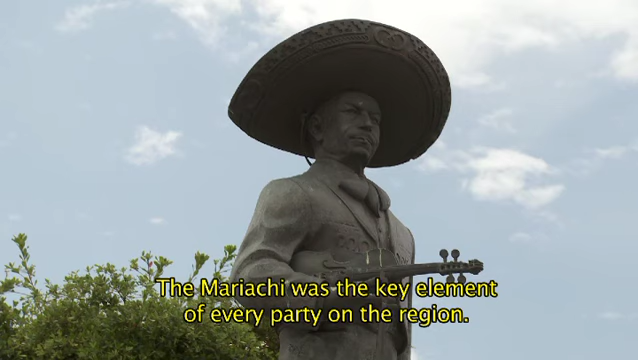 The Mariachi was the key element
of every party on the region.